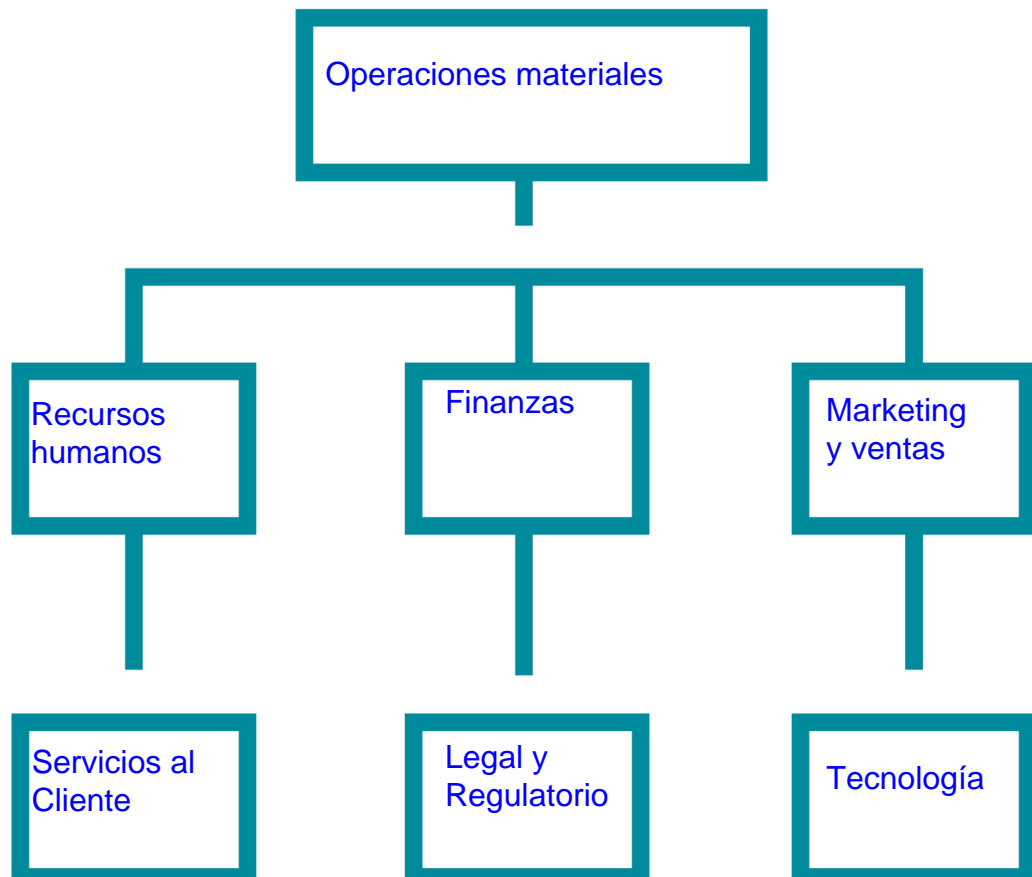 Operaciones materiales
Recursos
humanos
Finanzas
Marketing
y ventas
Servicios al
Cliente
Legal y
Regulatorio
Tecnología